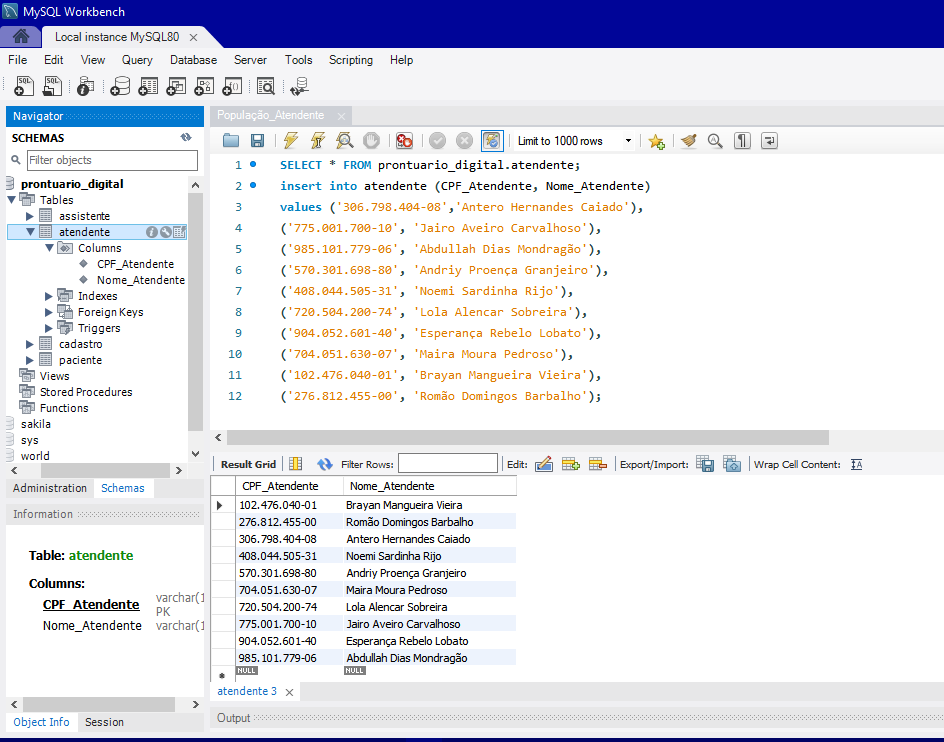 MySQL Workbench
Local instance MySQL80
File Edit View Query Database Server Tools Scripting Help
Navigator
SCHEMAS
Filter objects
prontuario_digital
Tables
assistente
atendente
Columns
CPF_Atendente
Nome_Atendente
Indexes
Foreign Keys
Triggers
cadastro
paciente
Views
Stored Procedures
Functions
sakila
sys
world
Administration Schemas
Information
Table: atendente
Columns:
CPF_Atendente varchar(1
PK
Nome_Atendente varchar(1
Object Info Session
População_Atendente
Limit to 1000 rows
1 SELECT * FROM prontuario_digital.atendente;
2 insert into atendente (CPF_Atendente, Nome_Atendente)
3 values ('306.798.404-08','Antero Hernandes Caiado'),
4 ('775.001.700-10', 'Jairo Aveiro Carvalhoso'),
5 ('985.101.779-06', 'Abdullah Dias Mondragão'),
6 ('570.301.698-80', 'Andriy Proença Granjeiro'),
7 ('408.044.505-31', 'Noemi Sardinha Rijo'),
8 ('720.504.200-74', 'Lola Alencar Sobreira'),
9 ('904.052.601-40', 'Esperança Rebelo Lobato'),
10 ('704.051.630-07', 'Maira Moura Pedroso'),
11 ('102.476.040-01', 'Brayan Mangueira Vieira'),
12 ('276.812.455-00', 'Romão Domingos Barbalho');
Result Grid Filter Rows: Edit: Export/Import: Wrap Cell Content:
CPF_Atendente Nome_Atendente
102.476.040-01 Brayan Mangueira Vieira
276.812.455-00 Romão Domingos Barbalho
306.798.404-08 Antero Hernandes Caiado
408.044.505-31 Noemi Sardinha Rijo
570.301.698-80 Andriy Proença Granjeiro
704.051.630-07 Maira Moura Pedroso
720.504.200-74 Lola Alencar Sobreira
775.001.700-10 Jairo Aveiro Carvalhoso
904.052.601-40 Esperança Rebelo Lobato
985.101.779-06 Abdullah Dias Mondragão
NULL NULL
atendente 3
Output